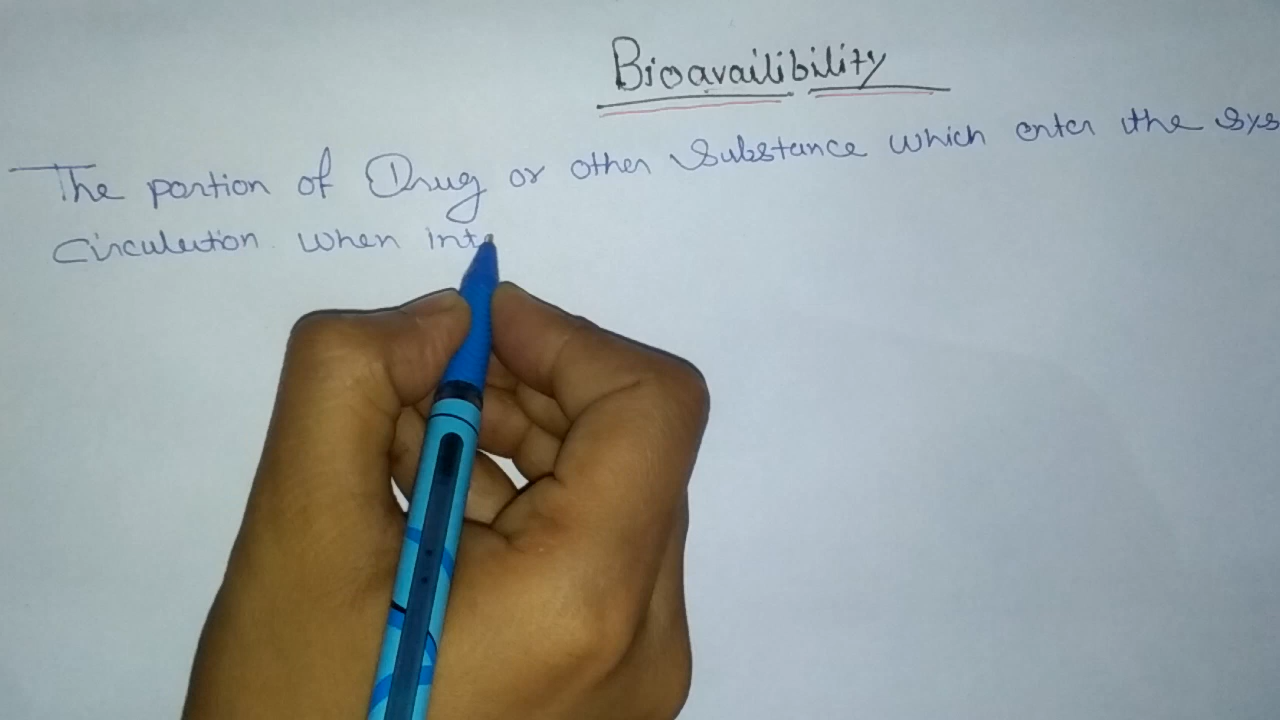 Bioavailibility
The portion of Drug or other Substance which enter the sys
Circulation. when int